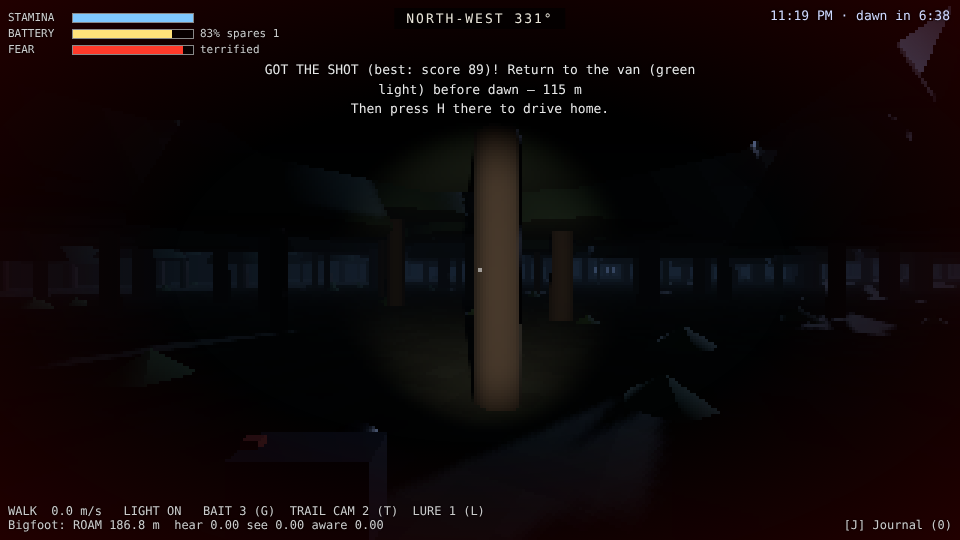 STAMINA
BATTERY 83% spares 1
FEAR terrified
NORTH-WEST 331°
11:19 PM · dawn in 6:38
GOT THE SHOT (best: score 89)! Return to the van (green
light) before dawn — 115 m
Then press H there to drive home.
WALK 0.0 m/s LIGHT ON BAIT 3 (G) TRAIL CAM 2 (T) LURE 1 (L)
Bigfoot: ROAM 186.8 m hear 0.00 see 0.00 aware 0.00
[J] Journal (0)